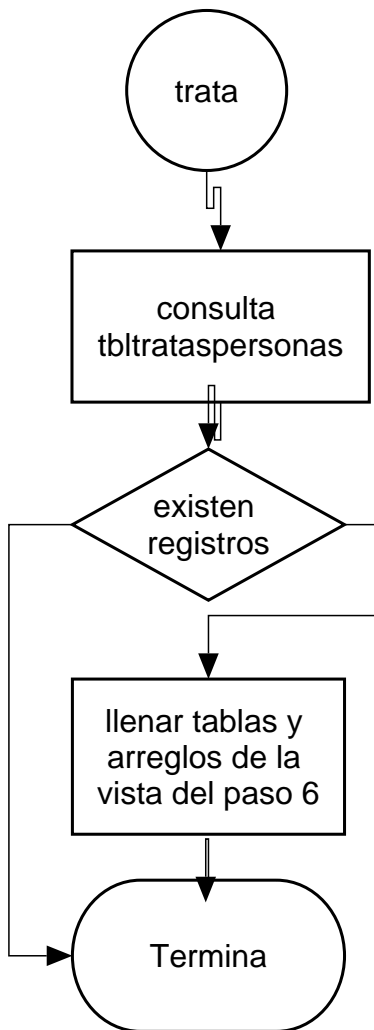 trata
consulta
tbltrataspersonas
existen
registros
llenar tablas y
arreglos de la
vista del paso 6
Termina